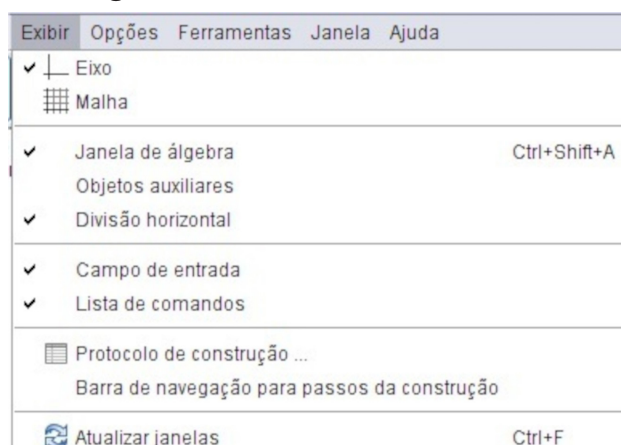 Exibir Opções Ferramentas Janela Ajuda
Eixo
Malha
Janela de álgebra Ctrl+Shift+A
Objetos auxiliares
Divisão horizontal
Campo de entrada
Lista de comandos
Protocolo de construção ...
Barra de navegação para passos da construção
Atualizar janelas Ctrl+F